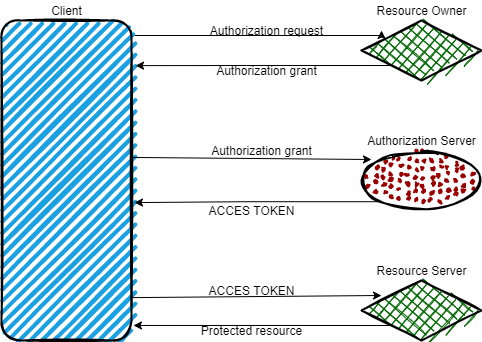 Client
Resource Owner
Authorization request
Authorization grant
Authorization Server
Authorization grant
ACCES TOKEN
Resource Server
ACCES TOKEN
Protected resource